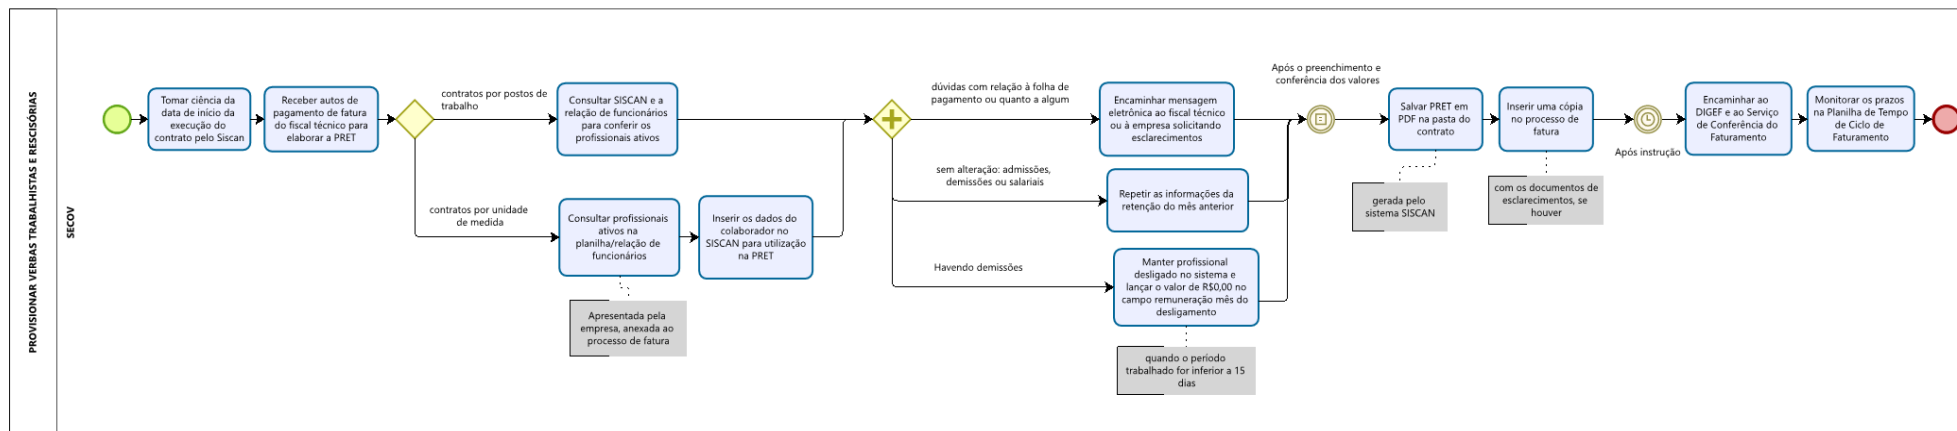 PROVISIONAR VERBAS TRABALHISTAS E RESCISÓRIAS
SECOV
Tomar ciência da
data de início da
execução do
contrato pelo Siscan
Receber autos de
pagamento de fatura
do fiscal técnico para
elaborar a PRET
contratos por postos de
trabalho
Consultar SISCAN e a
relação de funcionários
para conferir os
profissionais ativos
contratos por unidade
de medida
Consultar profissionais
ativos na
planilha/relação de
funcionários
Apresentada pela
empresa, anexada ao
processo de fatura
Inserir os dados do
colaborador no
SISCAN para utilização
na PRET
dúvidas com relação à folha de
pagamento ou quanto a algum
Encaminhar mensagem
eletrônica ao fiscal técnico
ou à empresa solicitando
esclarecimentos
sem alteração: admissões,
demissões ou salariais
Repetir as informações da
retenção do mês anterior
Havendo demissões
Manter profissional
desligado no sistema e
lançar o valor de R$0,00 no
campo remuneração mês do
desligamento
quando o período
trabalhado for inferior a 15
dias
Após o preenchimento e
conferência dos valores
Salvar PRET em
PDF na pasta do
contrato
gerada pelo
sistema SISCAN
Inserir uma cópia
no processo de
fatura
com os documentos de
esclarecimentos, se
houver
Após instrução
Encaminhar ao
DIGEF e ao Serviço
de Conferência do
Faturamento
Monitorar os prazos
na Planilha de Tempo
de Ciclo de
Faturamento